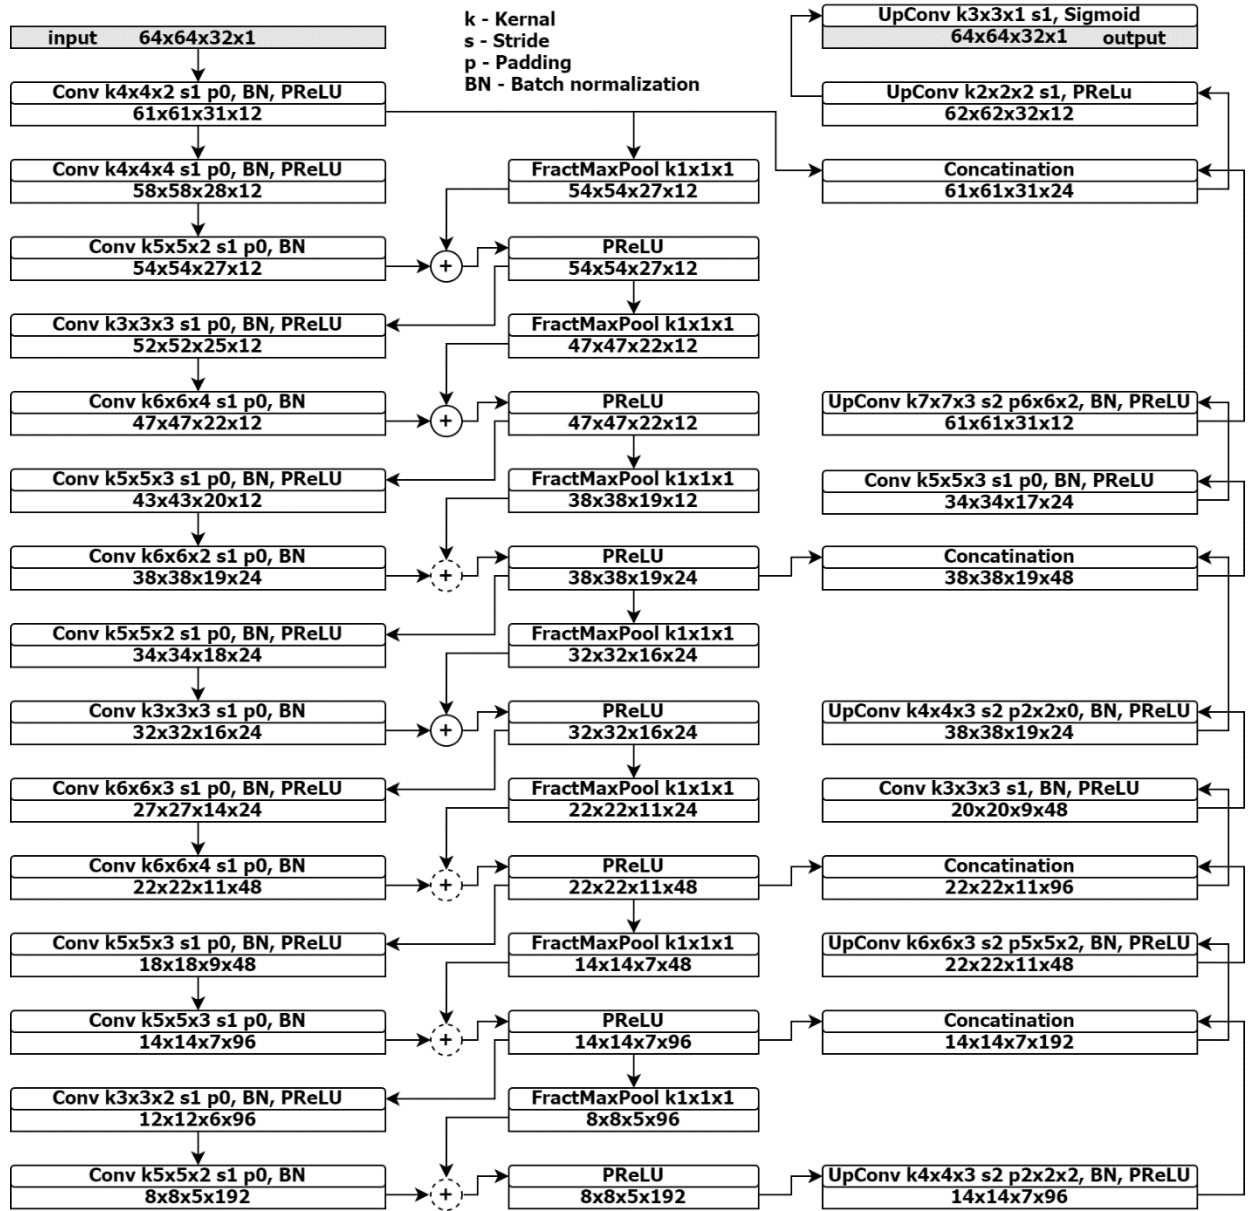 k - Kernal
s - Stride
p - Padding
BN - Batch normalization
input 64x64x32x1
Conv k4x4x2 s1 p0, BN, PReLU
61x61x31x12
Conv k4x4x4 s1 p0, BN, PReLU
58x58x28x12
Conv k5x5x2 s1 p0, BN
54x54x27x12
Conv k3x3x3 s1 p0, BN, PReLU
52x52x25x12
Conv k6x6x4 s1 p0, BN
47x47x22x12
Conv k5x5x3 s1 p0, BN, PReLU
43x43x20x12
Conv k6x6x2 s1 p0, BN
38x38x19x24
Conv k5x5x2 s1 p0, BN, PReLU
34x34x18x24
Conv k3x3x3 s1 p0, BN
32x32x16x24
Conv k6x6x3 s1 p0, BN, PReLU
27x27x14x24
Conv k6x6x4 s1 p0, BN
22x22x11x48
Conv k5x5x3 s1 p0, BN, PReLU
18x18x9x48
Conv k5x5x3 s1 p0, BN
14x14x7x96
Conv k3x3x2 s1 p0, BN, PReLU
12x12x6x96
Conv k5x5x2 s1 p0, BN
8x8x5x192
+
+
+
+
+
+
+
FractMaxPool k1x1x1
54x54x27x12
PReLU
54x54x27x12
FractMaxPool k1x1x1
47x47x22x12
PReLU
47x47x22x12
FractMaxPool k1x1x1
38x38x19x12
PReLU
38x38x19x24
FractMaxPool k1x1x1
32x32x16x24
PReLU
32x32x16x24
FractMaxPool k1x1x1
22x22x11x24
PReLU
22x22x11x48
FractMaxPool k1x1x1
14x14x7x48
PReLU
14x14x7x96
FractMaxPool k1x1x1
8x8x5x96
PReLU
8x8x5x192
UpConv k3x3x1 s1, Sigmoid
64x64x32x1 output
UpConv k2x2x2 s1, PReLu
62x62x32x12
Concatination
61x61x31x24
UpConv k7x7x3 s2 p6x6x2, BN, PReLU
61x61x31x12
Conv k5x5x3 s1 p0, BN, PReLU
34x34x17x24
Concatination
38x38x19x48
UpConv k4x4x3 s2 p2x2x0, BN, PReLU
38x38x19x24
Conv k3x3x3 s1, BN, PReLU
20x20x9x48
Concatination
22x22x11x96
UpConv k6x6x3 s2 p5x5x2, BN, PReLU
22x22x11x48
Concatination
14x14x7x192
UpConv k4x4x3 s2 p2x2x2, BN, PReLU
14x14x7x96